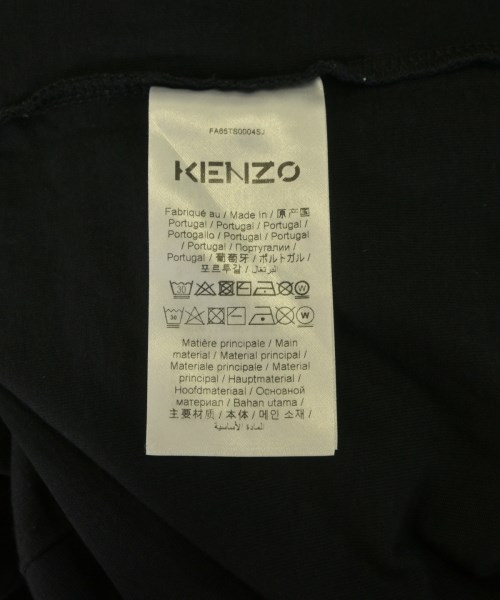 FA65TS0004SJ
KENZO
Fabriqué au / Made in / 原产国
Portugal / Portugal / Portugal /
Portogallo / Portugal / Portugal
/ Portugal / Португалии /
Portugal / 葡萄牙 / ポルトガル /
포르투갈 / البرتغال /
30
30 W
Matière principale / Main
material / Material principal /
Materiale principale / Material
principal / Hauptmaterial /
Hoofdmateriaal / Основной
материал / Bahan utama /
主要材质 / 本体 / 메인 소재 /
المادة الأساسية /